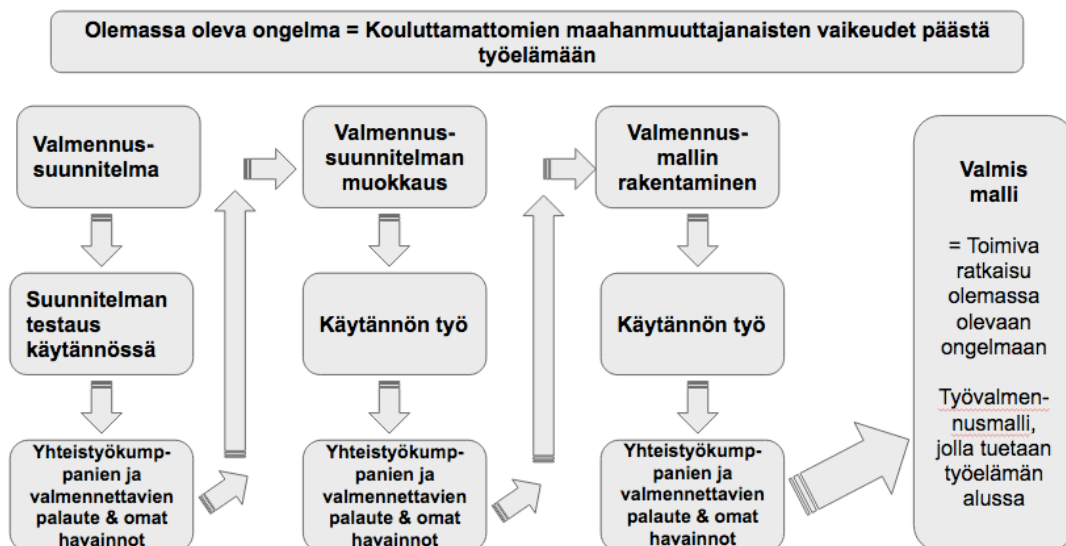 Olemassa oleva ongelma = Kouluttamattomien maahanmuuttajanaisten vaikeudet päästä
työelämään
Valmennus-
suunnitelma
Suunnitelman
testaus
käytännössä
Yhteistyökump-
panien ja
valmennettavien
palaute & omat
havainnot
Valmennus-
suunnitelman
muokkaus
Käytännön työ
Yhteistyökump-
panien ja
valmennettavien
palaute & omat
havainnot
Valmennus-
mallin
rakentaminen
Käytännön työ
Yhteistyökump-
panien ja
valmennettavien
palaute & omat
havainnot
Valmis
malli
= Toimiva
ratkaisu
olemassa
olevaan
ongelmaan
Työvalmen-
nusmalli,
jolla tuetaan
työelämän
alussa